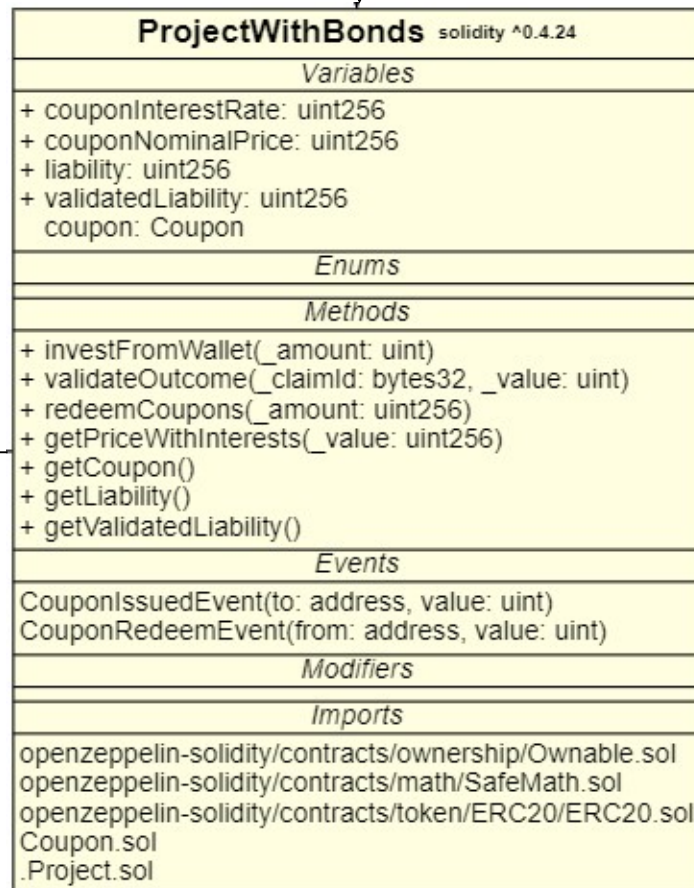 ProjectWithBonds solidity ^0.4.24
Variables
+ couponInterestRate: uint256
+ couponNominalPrice: uint256
+ liability: uint256
+ validatedLiability: uint256
coupon: Coupon
Enums
Methods
+ investFromWallet(_amount: uint)
+ validateOutcome(_claimId: bytes32, _value: uint)
+ redeemCoupons(_amount: uint256)
+ getPriceWithInterests(_value: uint256)
+ getCoupon()
+ getLiability()
+ getValidatedLiability()
Events
CouponIssuedEvent(to: address, value: uint)
CouponRedeemEvent(from: address, value: uint)
Modifiers
Imports
openzeppelin-solidity/contracts/ownership/Ownable.sol
openzeppelin-solidity/contracts/math/SafeMath.sol
openzeppelin-solidity/contracts/token/ERC20/ERC20.sol
Coupon.sol
.Project.sol